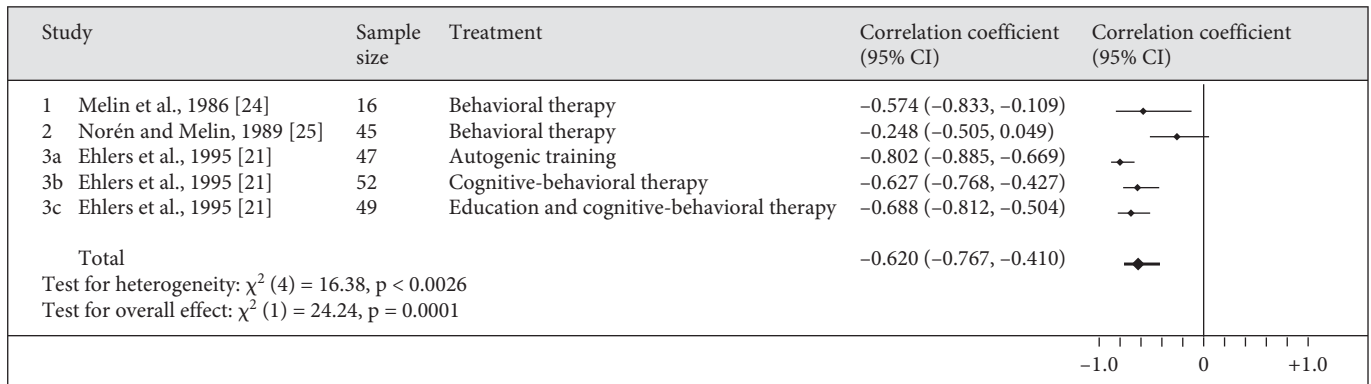 Study Sample size Treatment Correlation coefficient (95% CI) Correlation coefficient (95% CI)
1 Melin et al., 1986 [24] 16 Behavioral therapy –0.574 (–0.833, –0.109)
2 Norén and Melin, 1989 [25] 45 Behavioral therapy –0.248 (–0.505, 0.049)
3a Ehlers et al., 1995 [21] 47 Autogenic training –0.802 (–0.885, –0.669)
3b Ehlers et al., 1995 [21] 52 Cognitive-behavioral therapy –0.627 (–0.768, –0.427)
3c Ehlers et al., 1995 [21] 49 Education and cognitive-behavioral therapy –0.688 (–0.812, –0.504)
Total –0.620 (–0.767, –0.410)
Test for heterogeneity: χ² (4) = 16.38, p < 0.0026
Test for overall effect: χ² (1) = 24.24, p = 0.0001
–1.0 0 +1.0